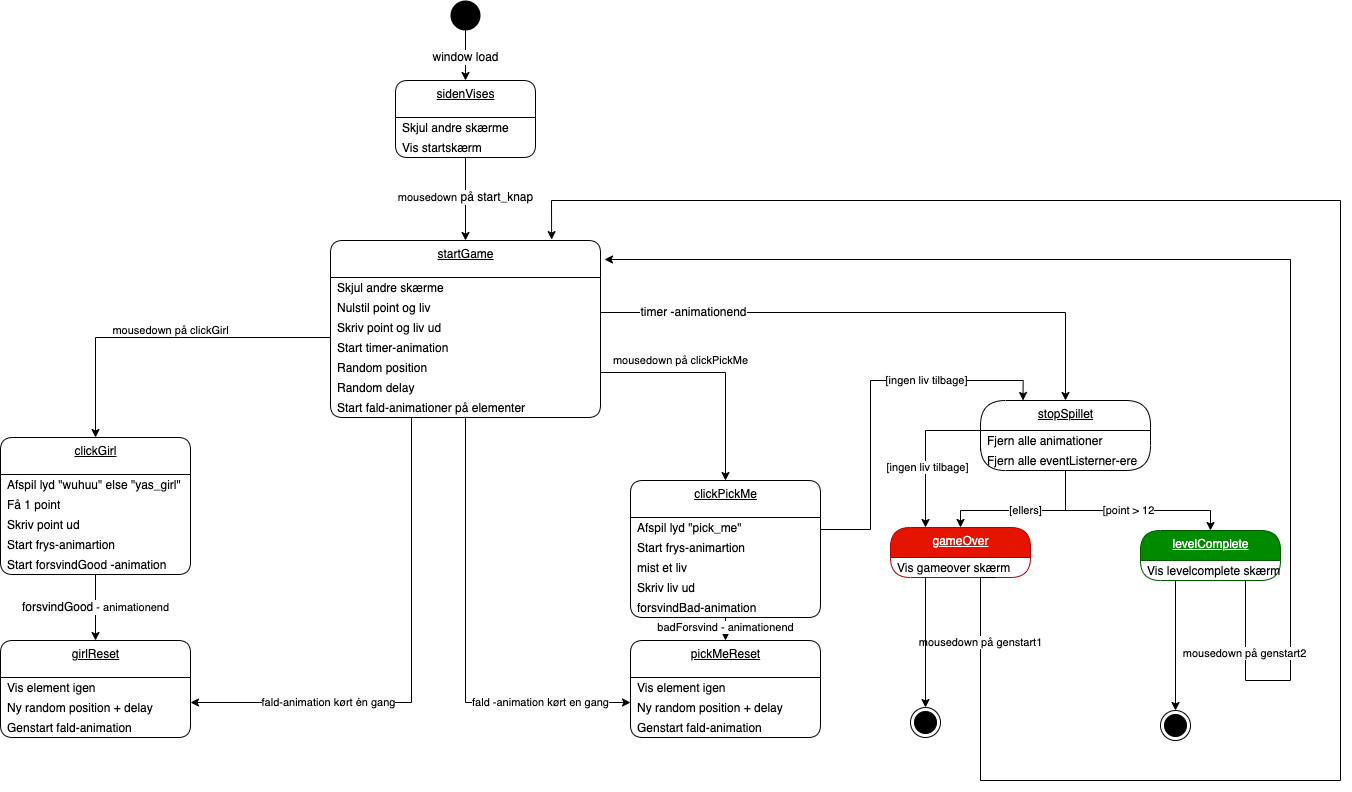 window load
sidenVises
Skjul andre skærme
Vis startskærm
mousedown på start_knap
startGame
Skjul andre skærme
Nulstil point og liv
Skriv point og liv ud
Start timer-animation
Random position
Random delay
Start fald-animationer på elementer
mousedown på clickGirl
timer -animationend
mousedown på clickPickMe
[ingen liv tilbage]
stopSpillet
Fjern alle animationer
Fjern alle eventListerner-ere
clickGirl
Afspil lyd "wuhuu" else "yas_girl"
Få 1 point
Skriv point ud
Start frys-animartion
Start forsvindGood -animation
clickPickMe
Afspil lyd "pick_me"
Start frys-animartion
mist et liv
Skriv liv ud
forsvindBad-animation
[ingen liv tilbage]
[ellers]
[point > 12
gameOver
Vis gameover skærm
levelComplete
Vis levelcomplete skærm
forsvindGood - animationend
badForsvind - animationend
girlReset
Vis element igen
Ny random position + delay
Genstart fald-animation
fald-animation kørt én gang
fald -animation kørt en gang
pickMeReset
Vis element igen
Ny random position + delay
Genstart fald-animation
mousedown på genstart1
mousedown på genstart2